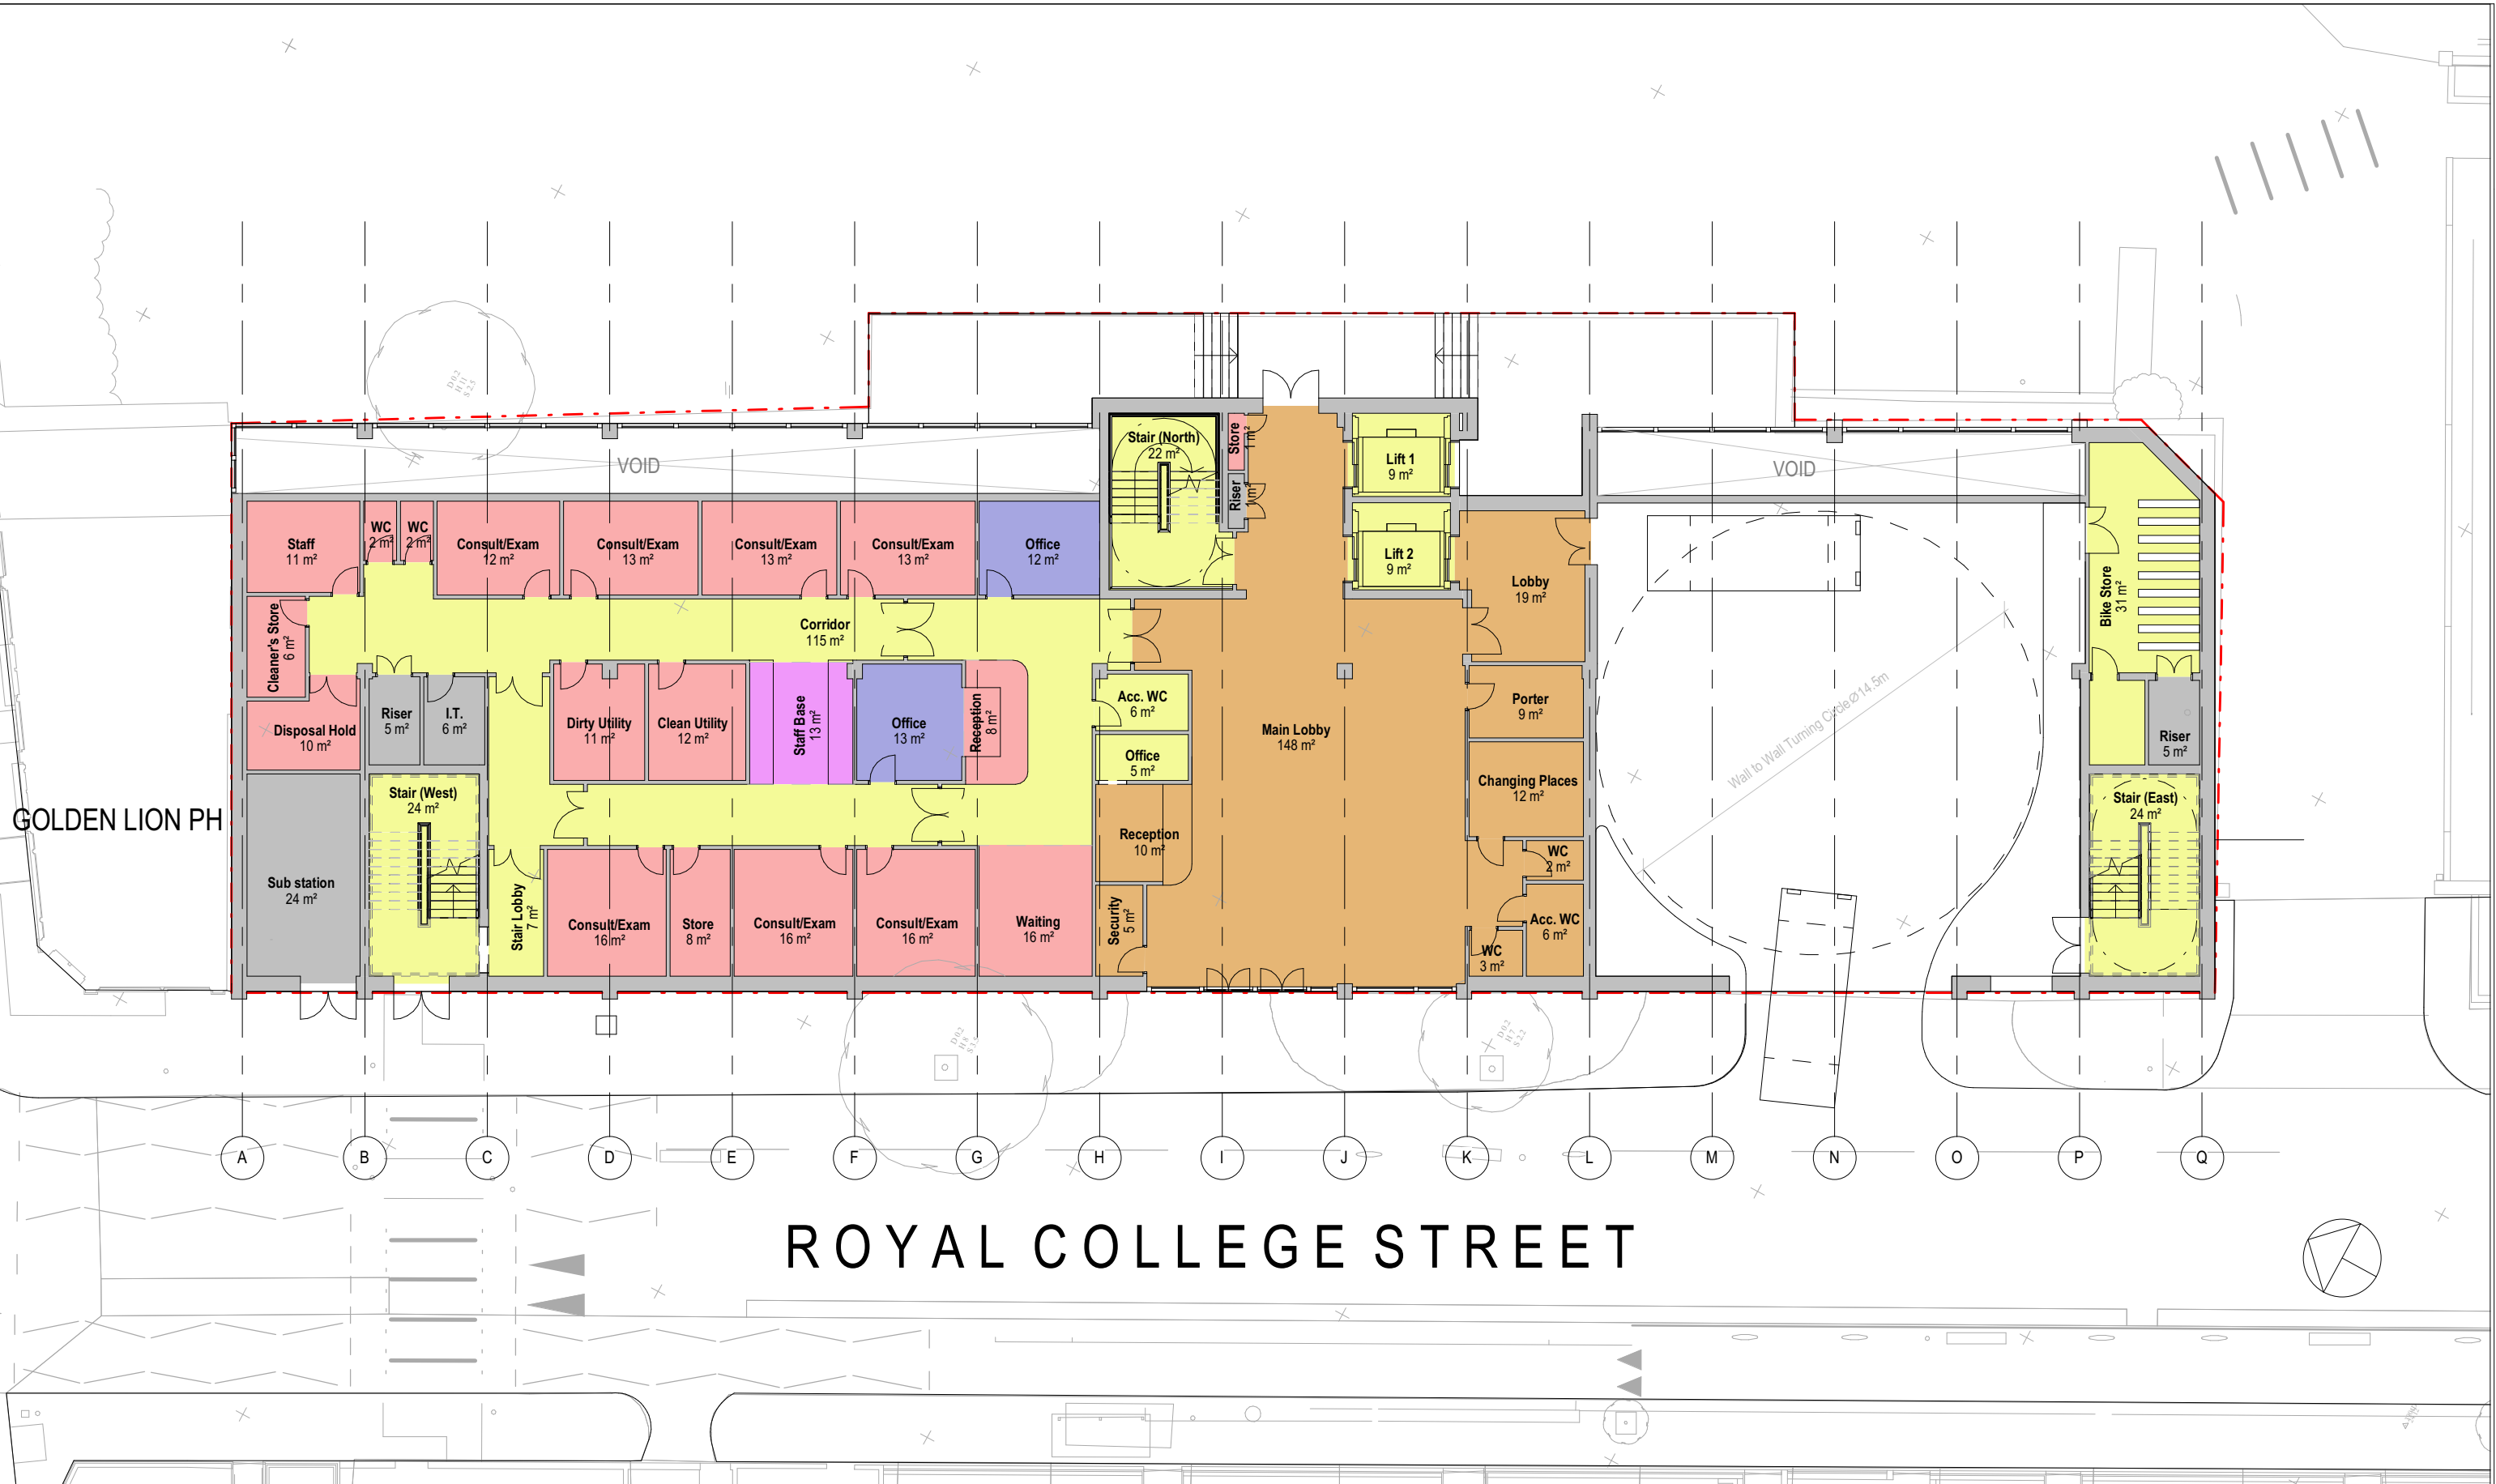 VOID
Stair (North)
22 m²
Store
1 m²
Riser
1 m²
Lift 1
9 m²
VOID
Staff
11 m²
WC
2 m²
WC
2 m²
Consult/Exam
12 m²
Consult/Exam
13 m²
Consult/Exam
13 m²
Consult/Exam
13 m²
Office
12 m²
Lift 2
9 m²
Lobby
19 m²
Bike Store
31 m²
Cleaner's Store
6 m²
Corridor
115 m²
Disposal Hold
10 m²
Riser
5 m²
I.T.
6 m²
Dirty Utility
11 m²
Clean Utility
12 m²
Staff Base
13 m²
Office
13 m²
Reception
8 m²
Acc. WC
6 m²
Office
5 m²
Main Lobby
148 m²
Porter
9 m²
Changing Places
12 m²
Wall to Wall Turning Circle Ø14.5m
Riser
5 m²
GOLDEN LION PH
Sub station
24 m²
Stair (West)
24 m²
Stair Lobby
7 m²
Consult/Exam
16 m²
Store
8 m²
Consult/Exam
16 m²
Consult/Exam
16 m²
Waiting
16 m²
Reception
10 m²
Security
5 m²
WC
2 m²
Acc. WC
6 m²
WC
3 m²
Stair (East)
24 m²
A
B
C
D
E
F
G
H
I
J
K
L
M
N
O
P
Q
ROYAL COLLEGE STREET